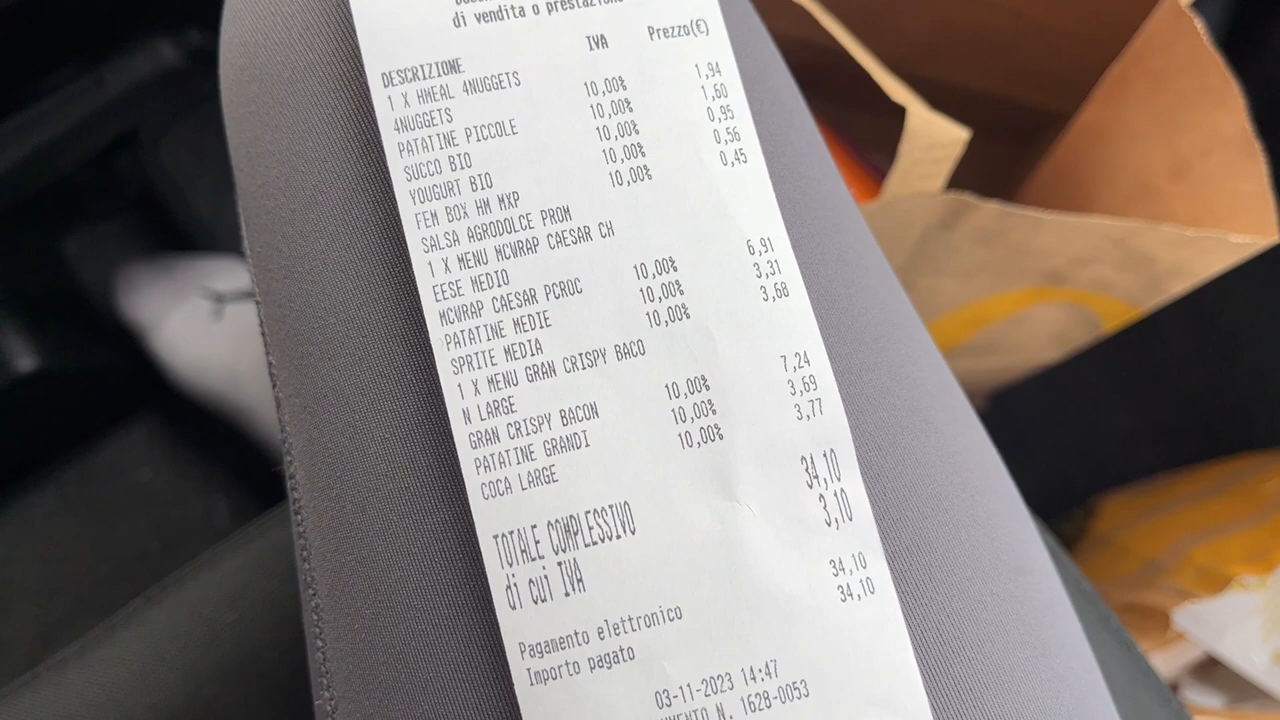 di vendita o prestazione
DESCRIZIONE IVA Prezzo(€)
1 X HMEAL 4NUGGETS
4NUGGETS 10,00% 1,94
PATATINE PICCOLE 10,00% 1,60
SUCCO BIO 10,00% 0,95
YOUGURT BIO 10,00% 0,56
FEM BOX HM MXP 10,00% 0,45
SALSA AGRODOLCE PROM
1 X MENU MCWRAP CAESAR CH
EESE MEDIO
MCWRAP CAESAR PCROC 10,00% 6,91
PATATINE MEDIE 10,00% 3,31
SPRITE MEDIA 10,00% 3,68
1 X MENU GRAN CRISPY BACO
N LARGE
GRAN CRISPY BACON 10,00% 7,24
PATATINE GRANDI 10,00% 3,69
COCA LARGE 10,00% 3,77
TOTALE COMPLESSIVO 34,10
di cui IVA 3,10
Pagamento elettronico 34,10
Importo pagato 34,10
03-11-2023 14:47
N. 1628-0053